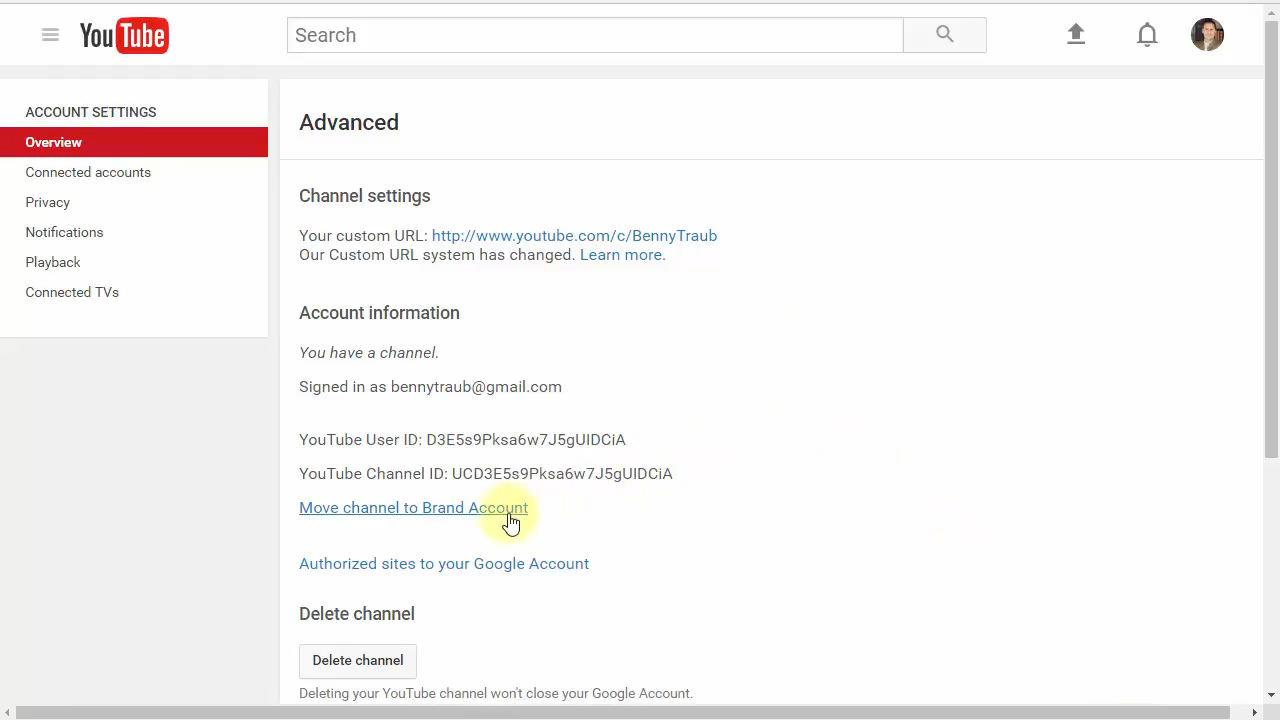 YouTube
Search
ACCOUNT SETTINGS
Overview
Connected accounts
Privacy
Notifications
Playback
Connected TVs
Advanced
Channel settings
Your custom URL: http://www.youtube.com/c/BennyTraub
Our Custom URL system has changed. Learn more.
Account information
You have a channel.
Signed in as bennytraub@gmail.com
YouTube User ID: D3E5s9Pksa6w7J5gUIDCiA
YouTube Channel ID: UCD3E5s9Pksa6w7J5gUIDCiA
Move channel to Brand Account
Authorized sites to your Google Account
Delete channel
Delete channel
Deleting your YouTube channel won't close your Google Account.